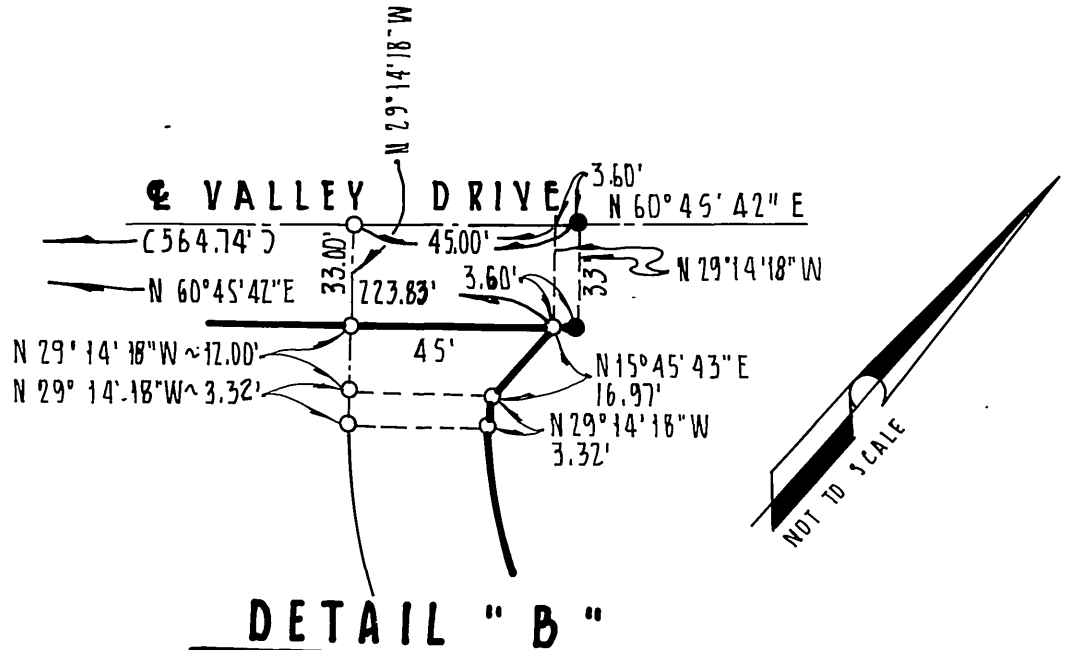 N 29°14'18" W
℄ VALLEY DRIVE
3.60'
N 60°45'42" E
(564.74')
45.00'
33.00'
33'
N 29°14'18" W
N 60°45'42" E
223.83'
3.60'
N 29° 14' 18" W ~ 12.00'
45'
N 15°45'43" E
16.97'
N 29° 14'-18" W ~ 3.32'
N 29°14'18" W
3.32'
NOT TO SCALE
DETAIL "B"